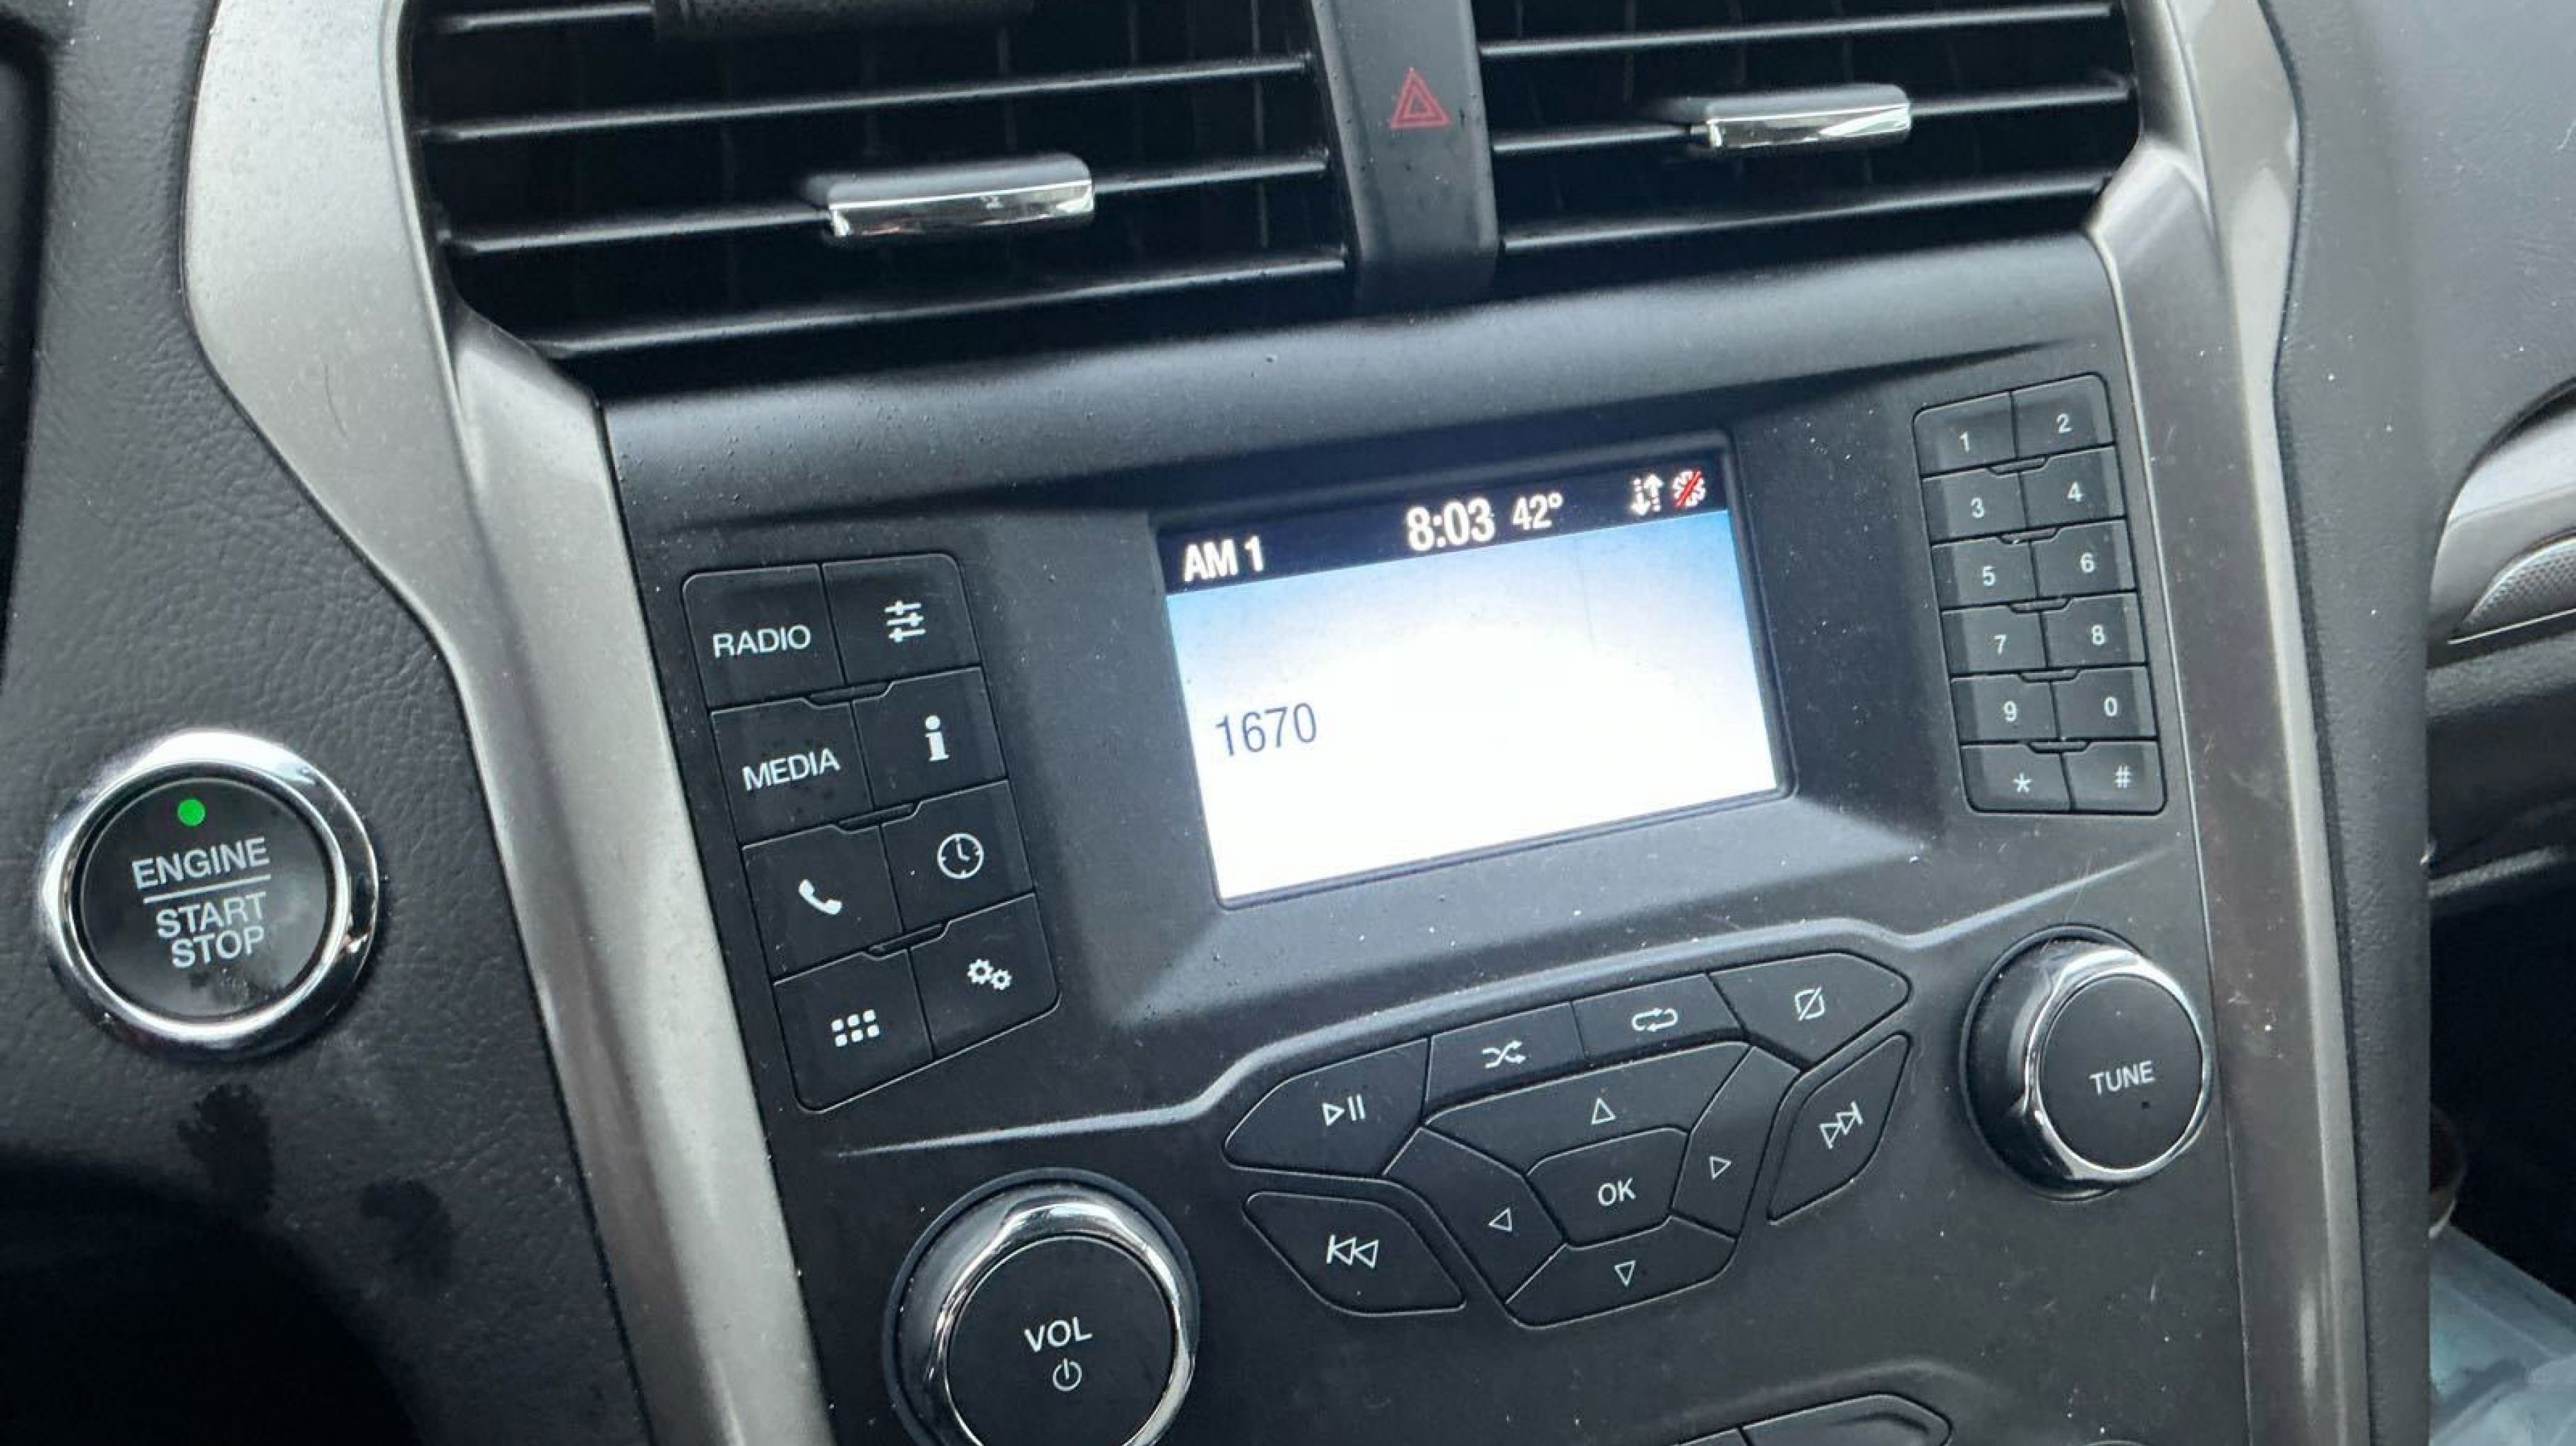 AM 1 8:03 42°
1670
RADIO
MEDIA
1 2
3 4
5 6
7 8
9 0
* #
ENGINE
START
STOP
OK
TUNE
VOL